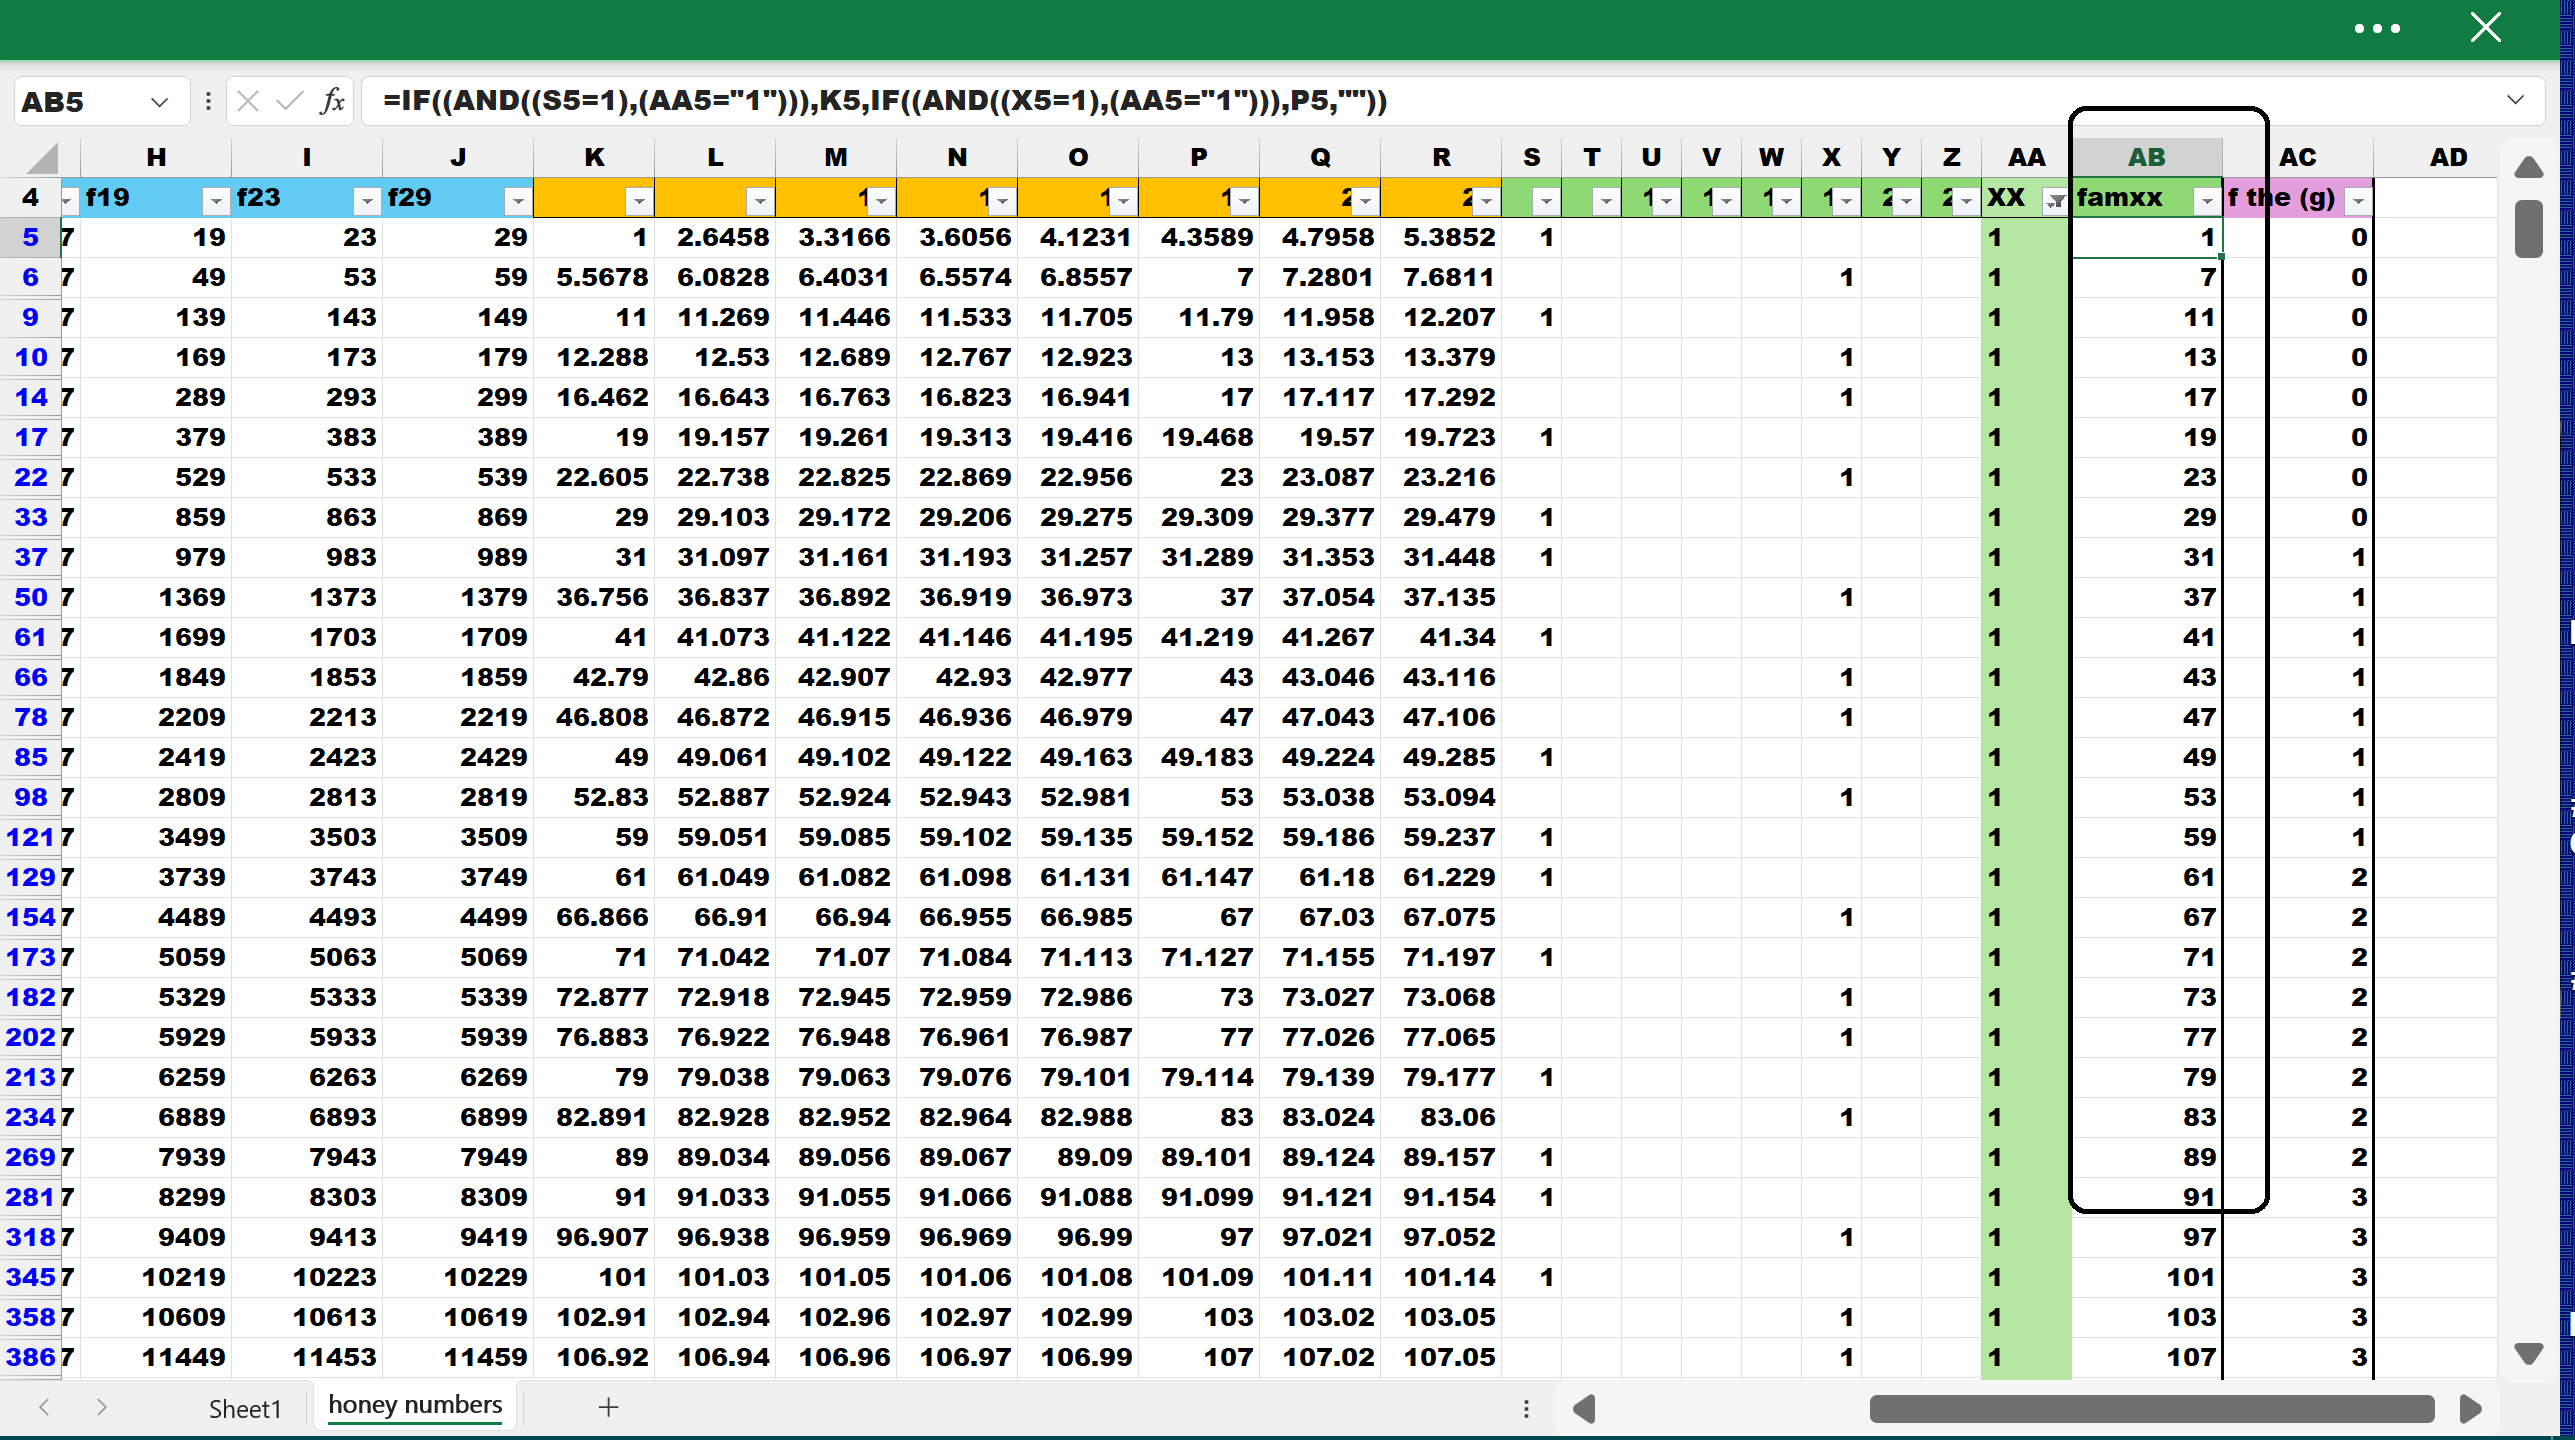 AB5 fx =IF((AND((S5=1),(AA5="1"))),K5,IF((AND((X5=1),(AA5="1"))),P5,""))
H I J K L M N O P Q R S T U V W X Y Z AA AB AC AD
4 f19 f23 f29 1 1 1 1 2 2 1 1 1 1 2 2 XX famxx f the (g)
5 7 19 23 29 1 2.6458 3.3166 3.6056 4.1231 4.3589 4.7958 5.3852 1 1 1 0
6 7 49 53 59 5.5678 6.0828 6.4031 6.5574 6.8557 7 7.2801 7.6811 1 1 7 0
9 7 139 143 149 11 11.269 11.446 11.533 11.705 11.79 11.958 12.207 1 1 11 0
10 7 169 173 179 12.288 12.53 12.689 12.767 12.923 13 13.153 13.379 1 1 13 0
14 7 289 293 299 16.462 16.643 16.763 16.823 16.941 17 17.117 17.292 1 1 17 0
17 7 379 383 389 19 19.157 19.261 19.313 19.416 19.468 19.57 19.723 1 1 19 0
22 7 529 533 539 22.605 22.738 22.825 22.869 22.956 23 23.087 23.216 1 1 23 0
33 7 859 863 869 29 29.103 29.172 29.206 29.275 29.309 29.377 29.479 1 1 29 0
37 7 979 983 989 31 31.097 31.161 31.193 31.257 31.289 31.353 31.448 1 1 31 1
50 7 1369 1373 1379 36.756 36.837 36.892 36.919 36.973 37 37.054 37.135 1 1 37 1
61 7 1699 1703 1709 41 41.073 41.122 41.146 41.195 41.219 41.267 41.34 1 1 41 1
66 7 1849 1853 1859 42.79 42.86 42.907 42.93 42.977 43 43.046 43.116 1 1 43 1
78 7 2209 2213 2219 46.808 46.872 46.915 46.936 46.979 47 47.043 47.106 1 1 47 1
85 7 2419 2423 2429 49 49.061 49.102 49.122 49.163 49.183 49.224 49.285 1 1 49 1
98 7 2809 2813 2819 52.83 52.887 52.924 52.943 52.981 53 53.038 53.094 1 1 53 1
121 7 3499 3503 3509 59 59.051 59.085 59.102 59.135 59.152 59.186 59.237 1 1 59 1
129 7 3739 3743 3749 61 61.049 61.082 61.098 61.131 61.147 61.18 61.229 1 1 61 2
154 7 4489 4493 4499 66.866 66.91 66.94 66.955 66.985 67 67.03 67.075 1 1 67 2
173 7 5059 5063 5069 71 71.042 71.07 71.084 71.113 71.127 71.155 71.197 1 1 71 2
182 7 5329 5333 5339 72.877 72.918 72.945 72.959 72.986 73 73.027 73.068 1 1 73 2
202 7 5929 5933 5939 76.883 76.922 76.948 76.961 76.987 77 77.026 77.065 1 1 77 2
213 7 6259 6263 6269 79 79.038 79.063 79.076 79.101 79.114 79.139 79.177 1 1 79 2
234 7 6889 6893 6899 82.891 82.928 82.952 82.964 82.988 83 83.024 83.06 1 1 83 2
269 7 7939 7943 7949 89 89.034 89.056 89.067 89.09 89.101 89.124 89.157 1 1 89 2
281 7 8299 8303 8309 91 91.033 91.055 91.066 91.088 91.099 91.121 91.154 1 1 91 3
318 7 9409 9413 9419 96.907 96.938 96.959 96.969 96.99 97 97.021 97.052 1 1 97 3
345 7 10219 10223 10229 101 101.03 101.05 101.06 101.08 101.09 101.11 101.14 1 1 101 3
358 7 10609 10613 10619 102.91 102.94 102.96 102.97 102.99 103 103.02 103.05 1 1 103 3
386 7 11449 11453 11459 106.92 106.94 106.96 106.97 106.99 107 107.02 107.05 1 1 107 3
Sheet1 honey numbers